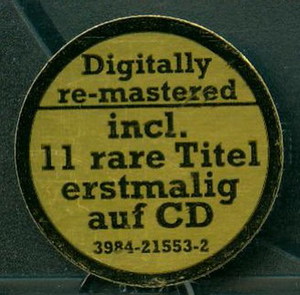 Digitally
re-mastered
incl.
11 rare Titel
erstmalig
auf CD
3984-21553-2